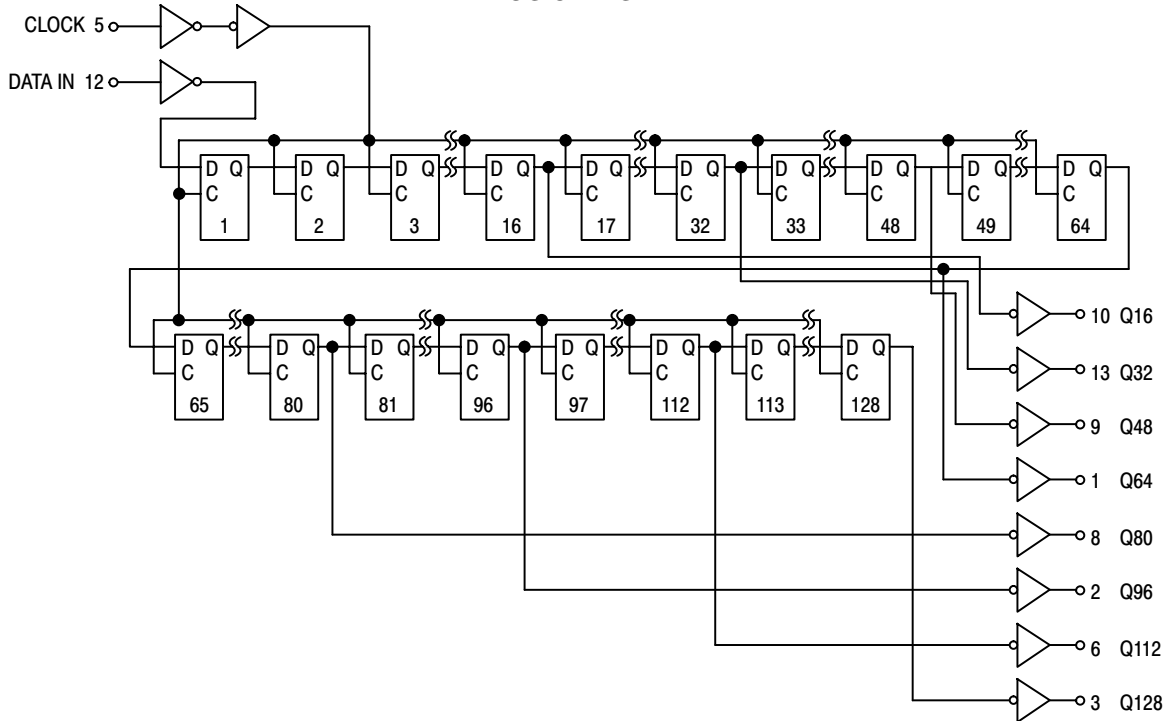 CLOCK 5
DATA IN 12
D Q D Q D Q D Q D Q D Q D Q D Q D Q D Q
C C C C C C C C C C
1 2 3 16 17 32 33 48 49 64
10 Q16
D Q D Q D Q D Q D Q D Q D Q D Q
C C C C C C C C
13 Q32
65 80 81 96 97 112 113 128
9 Q48
1 Q64
8 Q80
2 Q96
6 Q112
3 Q128